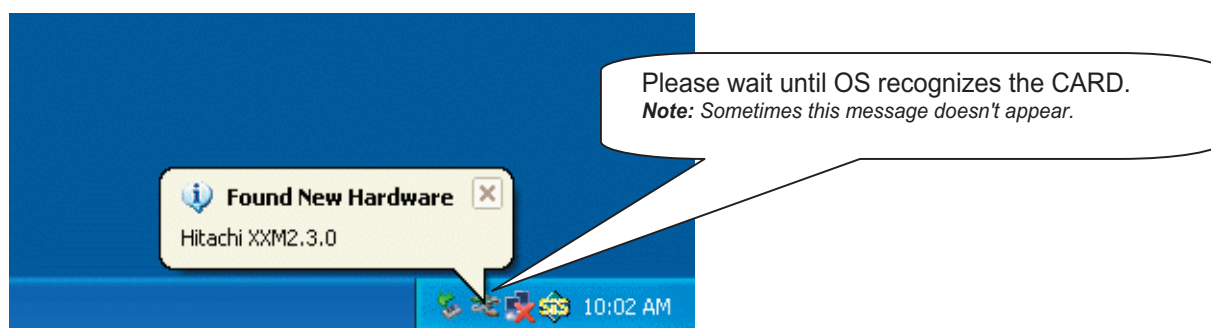 Please wait until OS recognizes the CARD.
Note: Sometimes this message doesn't appear.
Found New Hardware
Hitachi XXM2.3.0
SiS 10:02 AM